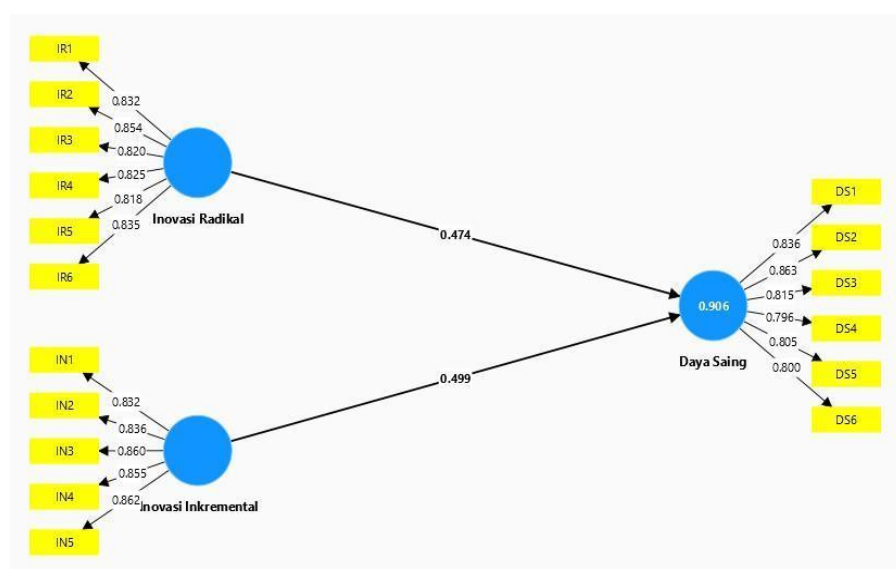 IR1
IR2
IR3
IR4
IR5
IR6
0.832
0.854
0.820
0.825
0.818
0.835
Inovasi Radikal
0.474
IN1
IN2
IN3
IN4
IN5
0.832
0.836
0.860
0.855
0.862
Inovasi Inkremental
0.499
0.906
Daya Saing
0.836
0.863
0.815
0.796
0.805
0.800
DS1
DS2
DS3
DS4
DS5
DS6